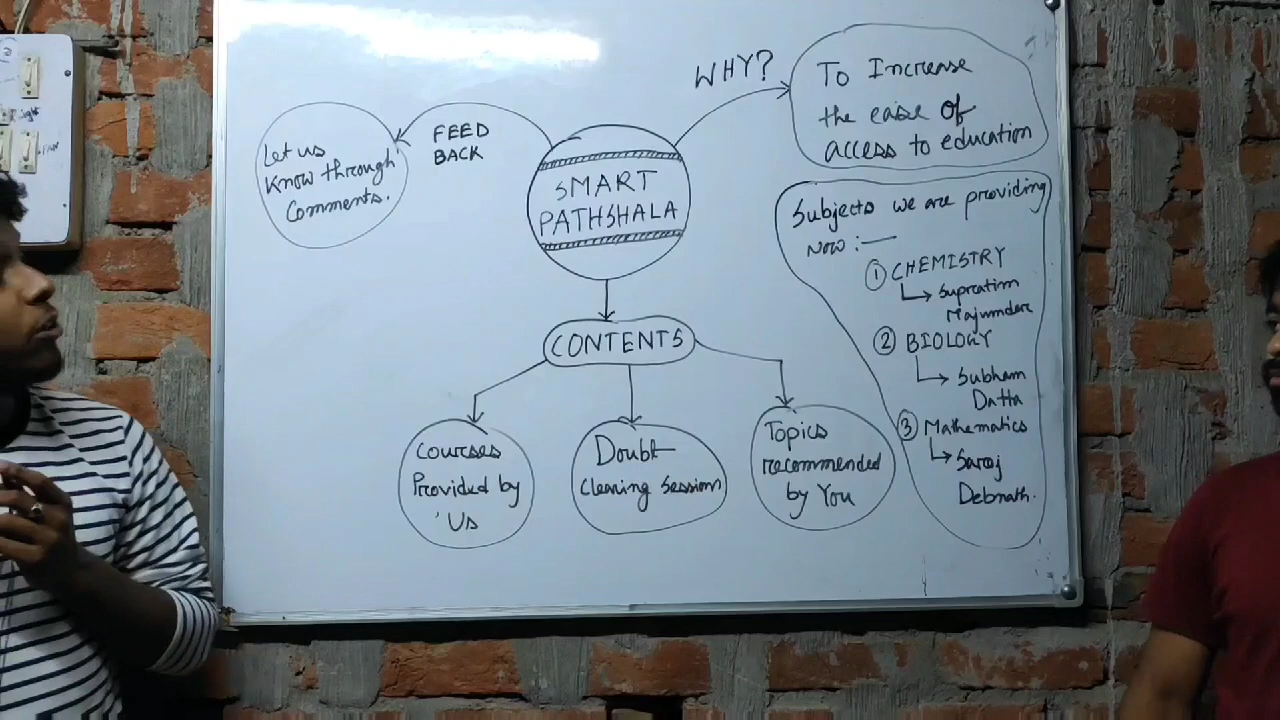 WHY?
To Increase
the ease of
access to education
FEED
BACK
Let us
Know through
Comments.
SMART
PATHSHALA
Subjects we are providing
Now :—
① CHEMISTRY
Supratim
Majumder
② BIOLOGY
Subham
Datta
③ Mathematics
Saroj
Debnath.
CONTENTS
Courses
Provided by
Us
Doubt
Clearing Session
Topics
recommended
by You